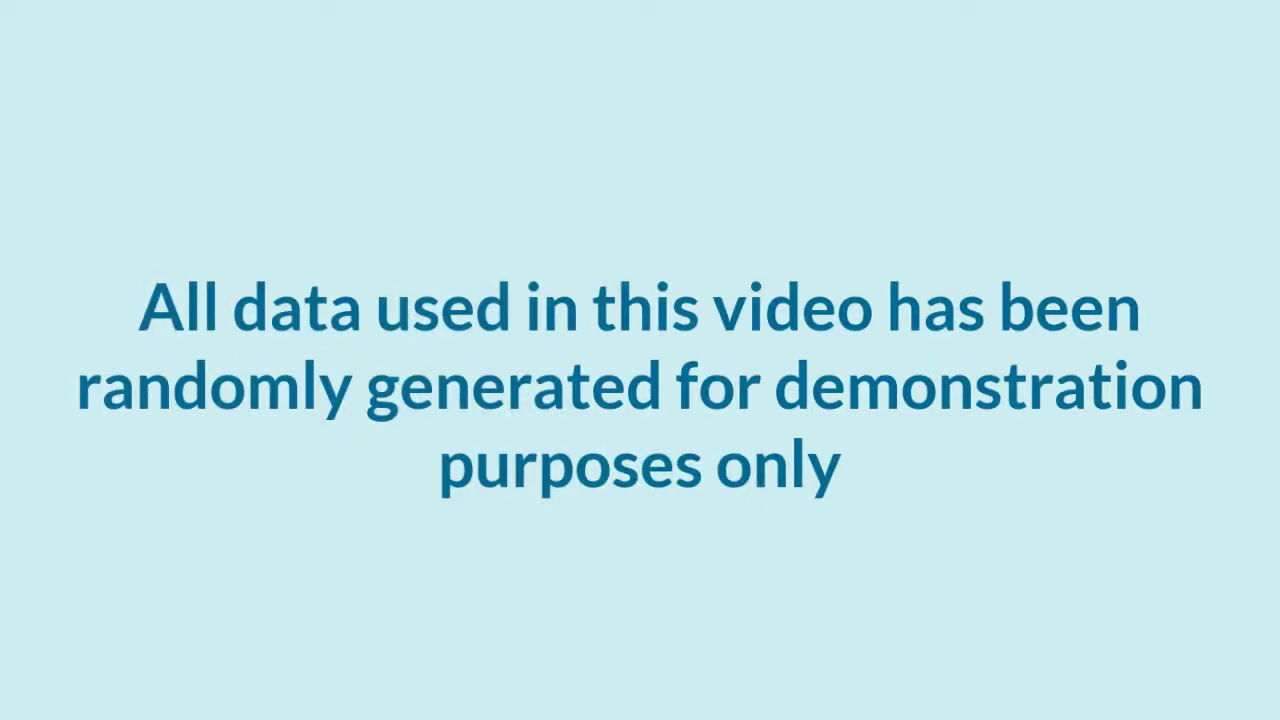 All data used in this video has been
randomly generated for demonstration
purposes only